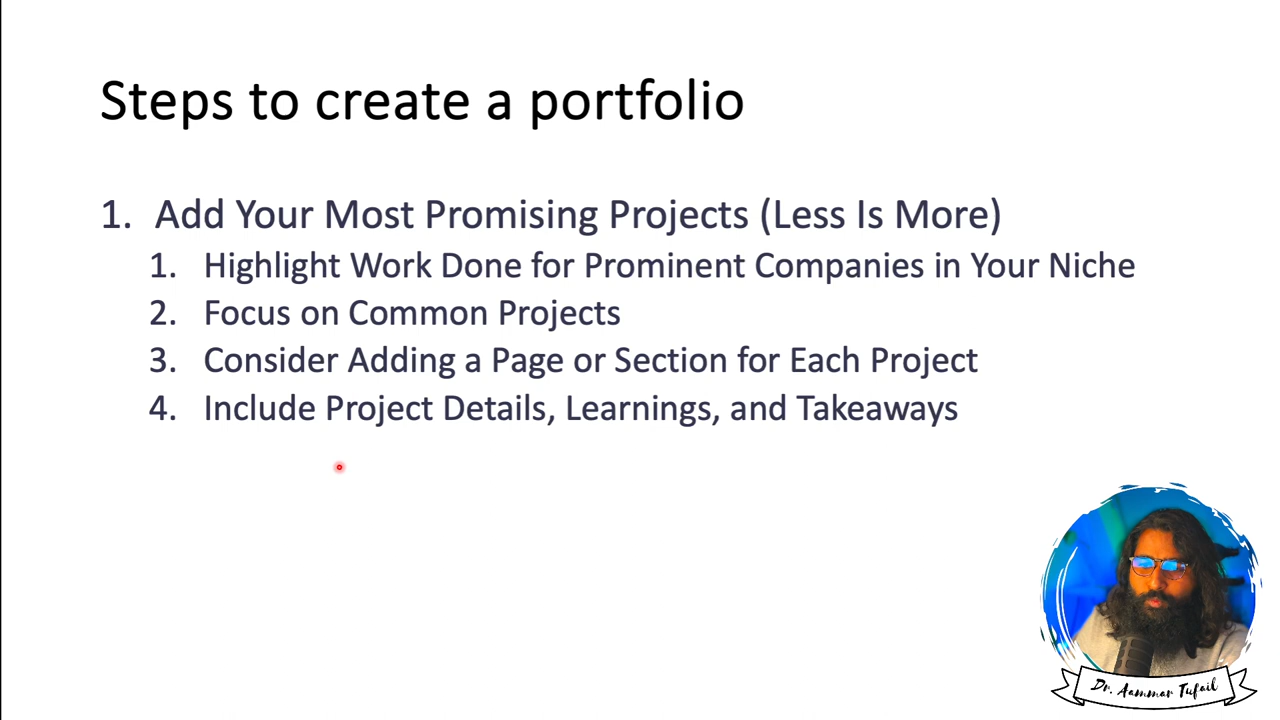 Steps to create a portfolio
1. Add Your Most Promising Projects (Less Is More)
1. Highlight Work Done for Prominent Companies in Your Niche
2. Focus on Common Projects
3. Consider Adding a Page or Section for Each Project
4. Include Project Details, Learnings, and Takeaways
Dr. Aammar Tufail